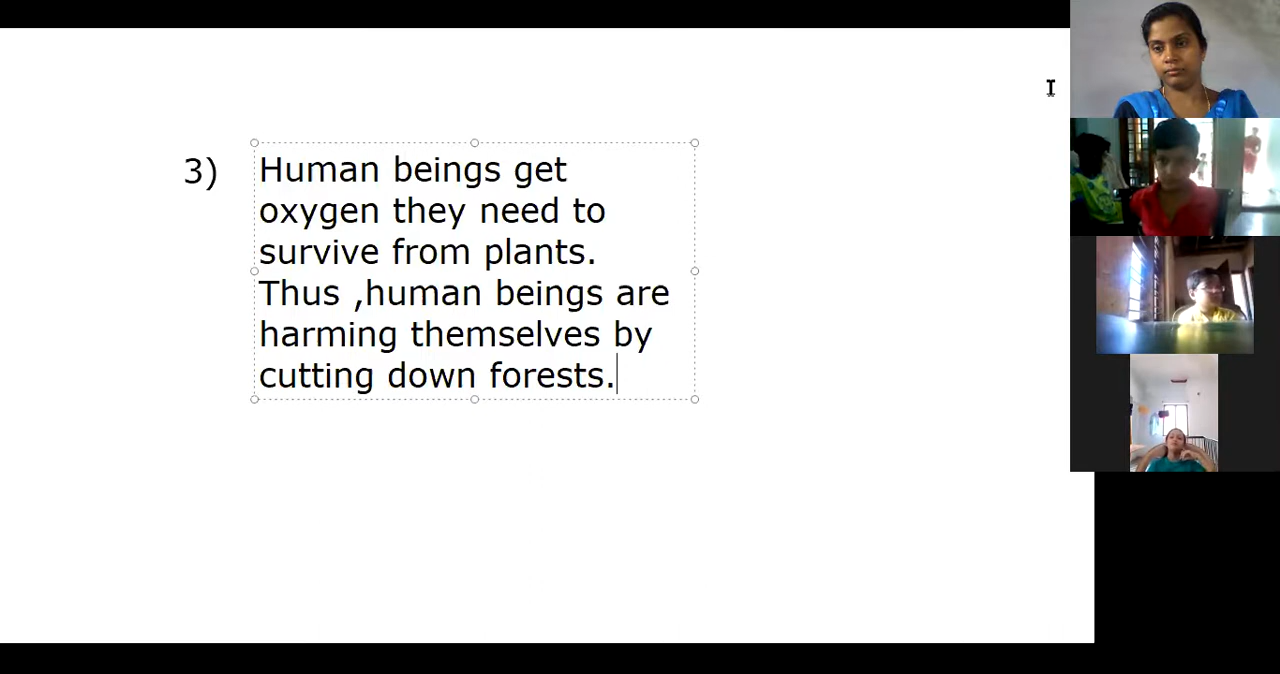 3) Human beings get
oxygen they need to
survive from plants.
Thus ,human beings are
harming themselves by
cutting down forests.